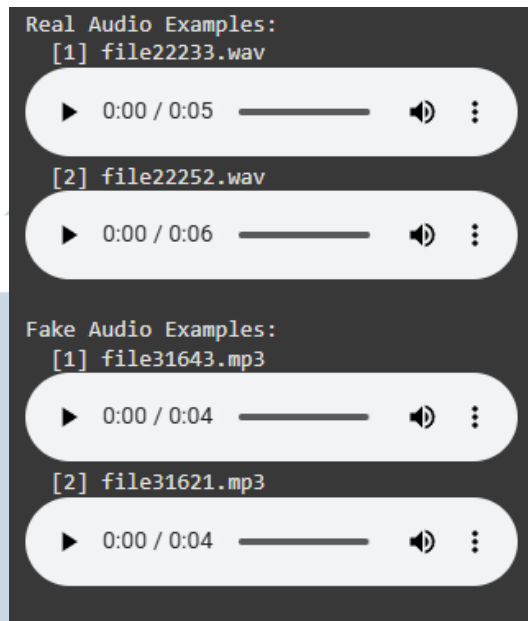 Real Audio Examples:
[1] file22233.wav
0:00 / 0:05
[2] file22252.wav
0:00 / 0:06
Fake Audio Examples:
[1] file31643.mp3
0:00 / 0:04
[2] file31621.mp3
0:00 / 0:04